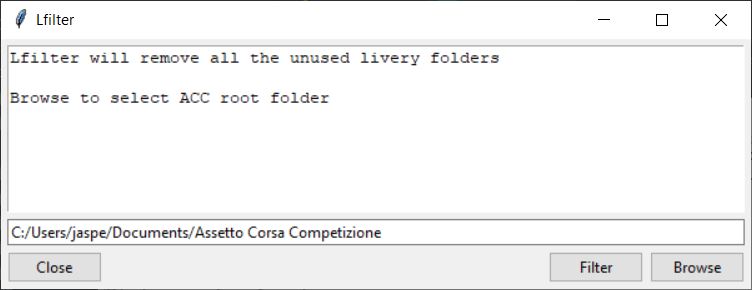 Lfilter
Lfilter will remove all the unused livery folders
Browse to select ACC root folder
C:/Users/jaspe/Documents/Assetto Corsa Competizione
Close
Filter
Browse